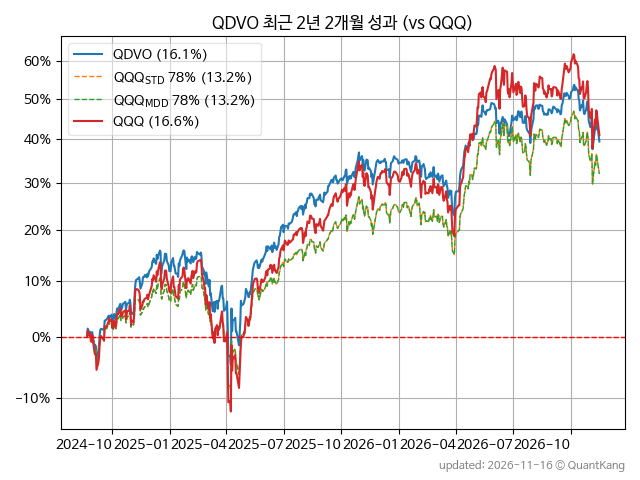 QDVO 최근 2년 2개월 성과 (vs QQQ)
QDVO (16.1%)
QQQSTD 78% (13.2%)
QQQMDD 78% (13.2%)
QQQ (16.6%)
60%
50%
40%
30%
20%
10%
0%
−10%
2024−10 2025−01 2025−04 2025−07 2025−10 2026−01 2026−04 2026−07 2026−10
updated: 2026-11-16 © QuantKang